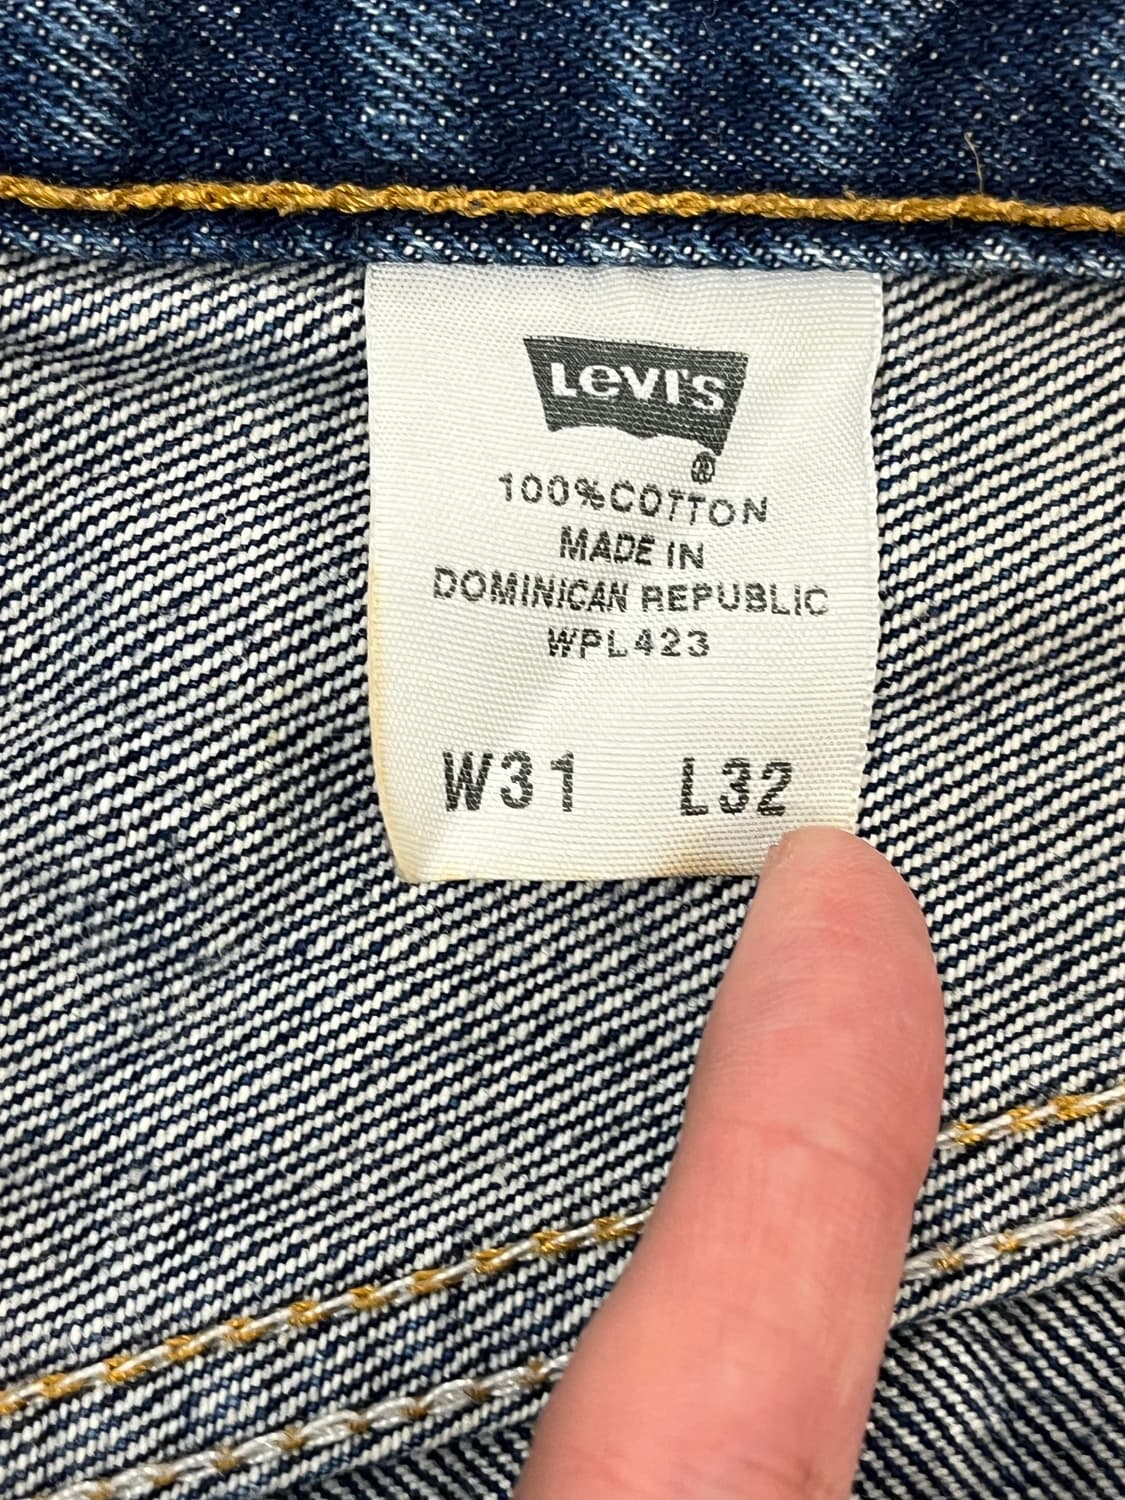 LEVI'S
®
100%COTTON
MADE IN
DOMINICAN REPUBLIC
WPL423
W31 L32